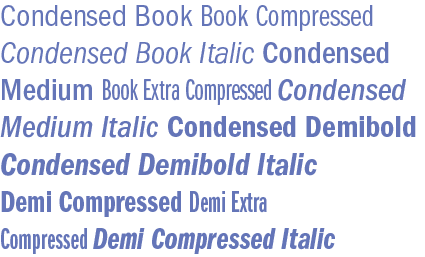 Condensed Book Book Compressed
Condensed Book Italic Condensed
Medium Book Extra Compressed Condensed
Medium Italic Condensed Demibold
Condensed Demibold Italic
Demi Compressed Demi Extra
Compressed Demi Compressed Italic